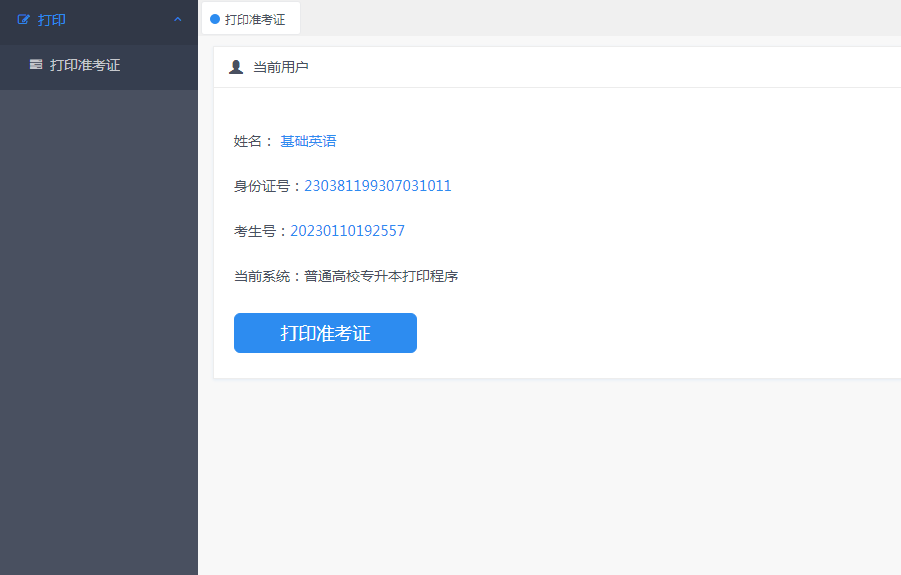 打印
打印准考证
打印准考证
当前用户
姓名： 基础英语
身份证号：230381199307031011
考生号：20230110192557
当前系统：普通高校专升本打印程序
打印准考证